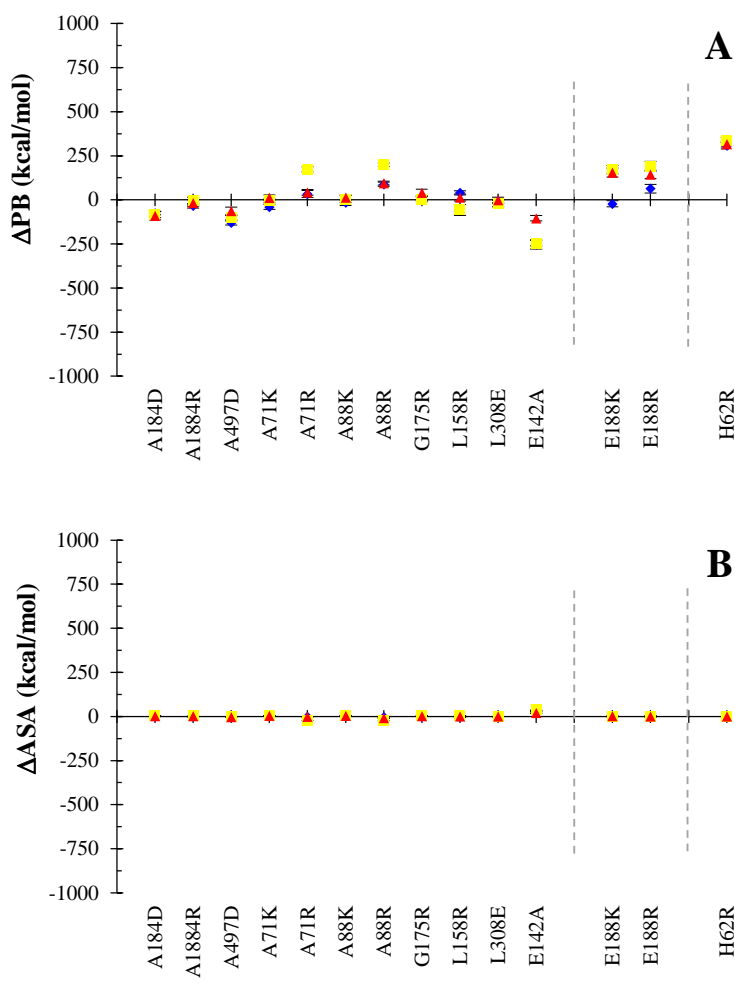 A
ΔPB (kcal/mol)
1000
750
500
250
0
-250
-500
-750
-1000
A184D
A1884R
A497D
A71K
A71R
A88K
A88R
G175R
L158R
L308E
E142A
E188K
E188R
H62R
B
ΔASA (kcal/mol)
1000
750
500
250
0
-250
-500
-750
-1000
A184D
A1884R
A497D
A71K
A71R
A88K
A88R
G175R
L158R
L308E
E142A
E188K
E188R
H62R